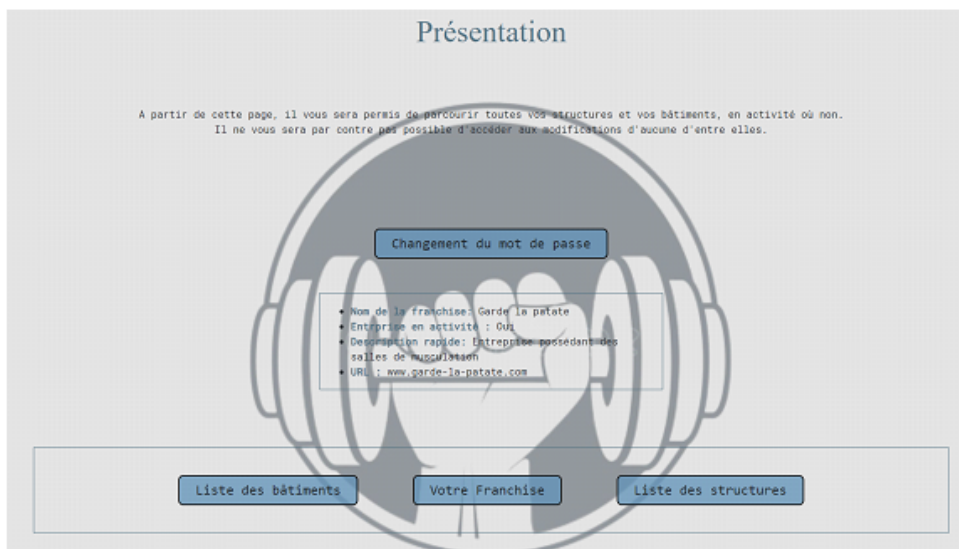 Présentation
A partir de cette page, il vous sera permis de parcourir toutes vos structures et vos bâtiments, en activité où non.
Il ne vous sera par contre pas possible d'accéder aux modifications d'aucune d'entre elles.
Changement du mot de passe
Nom de la franchise: Garde la patate
Entrprise en activité : Oui
Description rapide: Entreprise possédant des
salles de musculation
URL : www.garde-la-patate.com
Liste des bâtiments
Votre Franchise
Liste des structures